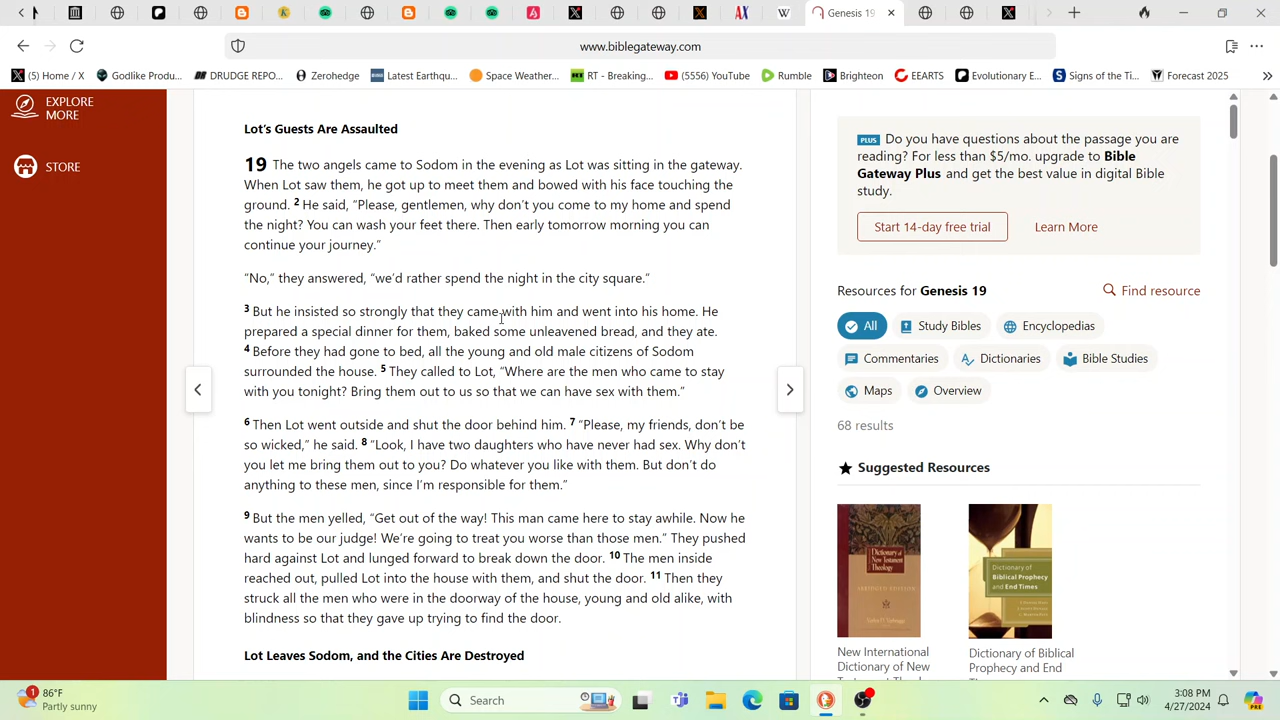 Genesis 19
www.biblegateway.com
(5) Home / X
Godlike Produ...
DRUDGE REPO...
Zerohedge
Latest Earthqu...
Space Weather...
RT - Breaking...
(5556) YouTube
Rumble
Brighteon
EEARTS
Evolutionary E...
Signs of the Ti...
Forecast 2025
EXPLORE
MORE
STORE
Lot's Guests Are Assaulted
19 The two angels came to Sodom in the evening as Lot was sitting in the gateway.
When Lot saw them, he got up to meet them and bowed with his face touching the
ground. 2 He said, "Please, gentlemen, why don't you come to my home and spend
the night? You can wash your feet there. Then early tomorrow morning you can
continue your journey."
"No," they answered, "we'd rather spend the night in the city square."
3 But he insisted so strongly that they came with him and went into his home. He
prepared a special dinner for them, baked some unleavened bread, and they ate.
4 Before they had gone to bed, all the young and old male citizens of Sodom
surrounded the house. 5 They called to Lot, "Where are the men who came to stay
with you tonight? Bring them out to us so that we can have sex with them."
6 Then Lot went outside and shut the door behind him. 7 "Please, my friends, don't be
so wicked," he said. 8 "Look, I have two daughters who have never had sex. Why don't
you let me bring them out to you? Do whatever you like with them. But don't do
anything to these men, since I'm responsible for them."
9 But the men yelled, "Get out of the way! This man came here to stay awhile. Now he
wants to be our judge! We're going to treat you worse than those men." They pushed
hard against Lot and lunged forward to break down the door. 10 The men inside
reached out, pulled Lot into the house with them, and shut the door. 11 Then they
struck all the men who were in the doorway of the house, young and old alike, with
blindness so that they gave up trying to find the door.
Lot Leaves Sodom, and the Cities Are Destroyed
PLUS Do you have questions about the passage you are
reading? For less than $5/mo. upgrade to Bible
Gateway Plus and get the best value in digital Bible
study.
Start 14-day free trial
Learn More
Resources for Genesis 19
Find resource
All
Study Bibles
Encyclopedias
Commentaries
Dictionaries
Bible Studies
Maps
Overview
68 results
Suggested Resources
Dictionary of
New Testament
Theology
Dictionary of
Biblical Prophecy
and End Times
New International
Dictionary of New
Dictionary of Biblical
Prophecy and End
1
86°F
Partly sunny
Search
3:08 PM
4/27/2024